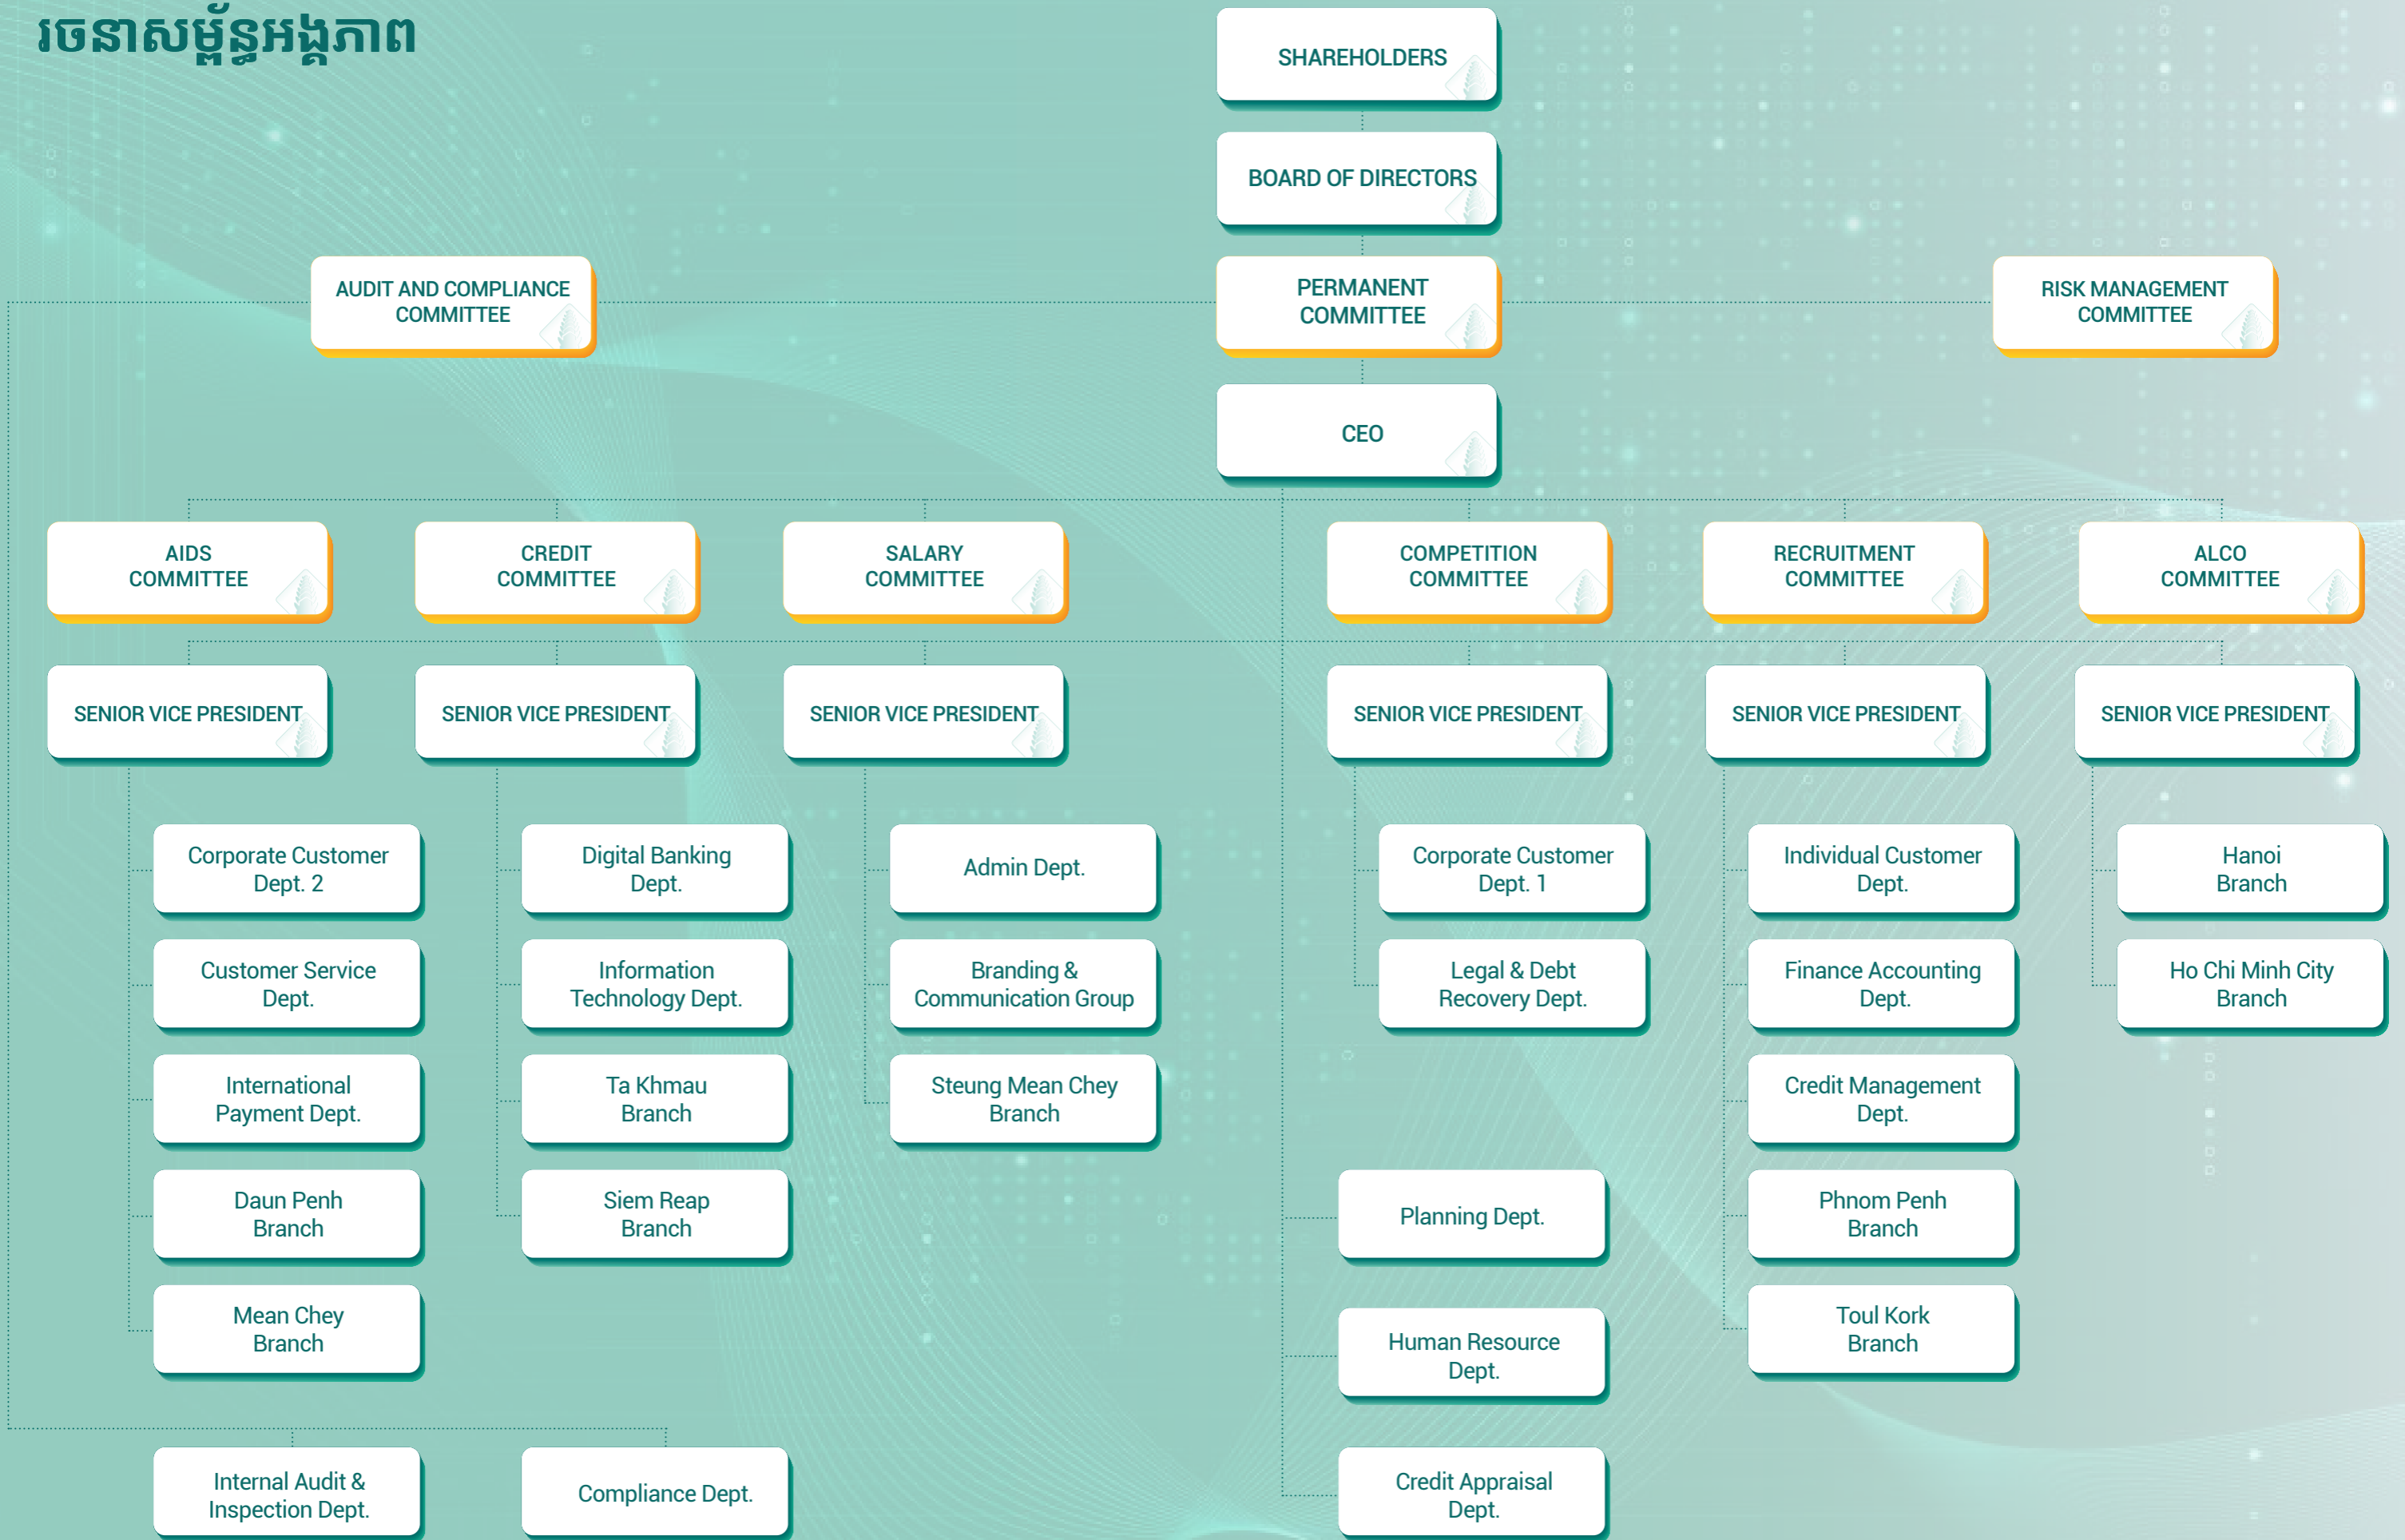 រចនាសម្ព័ន្ធអង្គភាព
SHAREHOLDERS
BOARD OF DIRECTORS
AUDIT AND COMPLIANCE
COMMITTEE
PERMANENT
COMMITTEE
RISK MANAGEMENT
COMMITTEE
CEO
AIDS
COMMITTEE
CREDIT
COMMITTEE
SALARY
COMMITTEE
COMPETITION
COMMITTEE
RECRUITMENT
COMMITTEE
ALCO
COMMITTEE
SENIOR VICE PRESIDENT
SENIOR VICE PRESIDENT
SENIOR VICE PRESIDENT
SENIOR VICE PRESIDENT
SENIOR VICE PRESIDENT
SENIOR VICE PRESIDENT
Corporate Customer
Dept. 2
Digital Banking
Dept.
Admin Dept.
Corporate Customer
Dept. 1
Individual Customer
Dept.
Hanoi
Branch
Customer Service
Dept.
Information
Technology Dept.
Branding &
Communication Group
Legal & Debt
Recovery Dept.
Finance Accounting
Dept.
Ho Chi Minh City
Branch
International
Payment Dept.
Ta Khmau
Branch
Steung Mean Chey
Branch
Credit Management
Dept.
Daun Penh
Branch
Siem Reap
Branch
Planning Dept.
Phnom Penh
Branch
Mean Chey
Branch
Human Resource
Dept.
Toul Kork
Branch
Internal Audit &
Inspection Dept.
Compliance Dept.
Credit Appraisal
Dept.